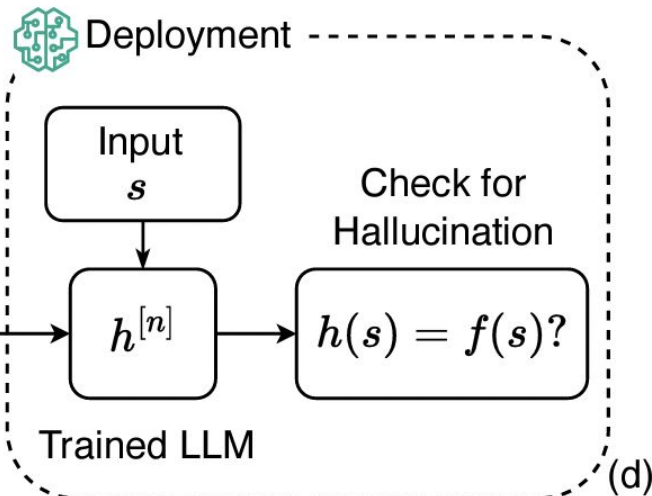 Deployment
Input
s
Check for
Hallucination
h^{[n]}
h(s) = f(s)?
Trained LLM
(d)